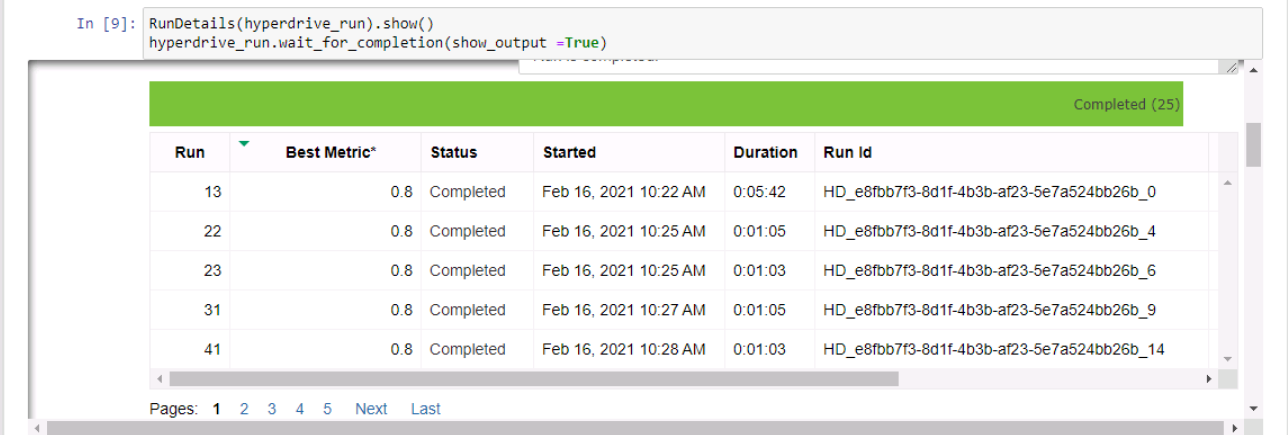 In [9]: RunDetails(hyperdrive_run).show()
hyperdrive_run.wait_for_completion(show_output =True)
Run is completed.
Completed (25)
Run Best Metric* Status Started Duration Run Id
13 0.8 Completed Feb 16, 2021 10:22 AM 0:05:42 HD_e8fbb7f3-8d1f-4b3b-af23-5e7a524bb26b_0
22 0.8 Completed Feb 16, 2021 10:25 AM 0:01:05 HD_e8fbb7f3-8d1f-4b3b-af23-5e7a524bb26b_4
23 0.8 Completed Feb 16, 2021 10:25 AM 0:01:03 HD_e8fbb7f3-8d1f-4b3b-af23-5e7a524bb26b_6
31 0.8 Completed Feb 16, 2021 10:27 AM 0:01:05 HD_e8fbb7f3-8d1f-4b3b-af23-5e7a524bb26b_9
41 0.8 Completed Feb 16, 2021 10:28 AM 0:01:03 HD_e8fbb7f3-8d1f-4b3b-af23-5e7a524bb26b_14
Pages: 1 2 3 4 5 Next Last